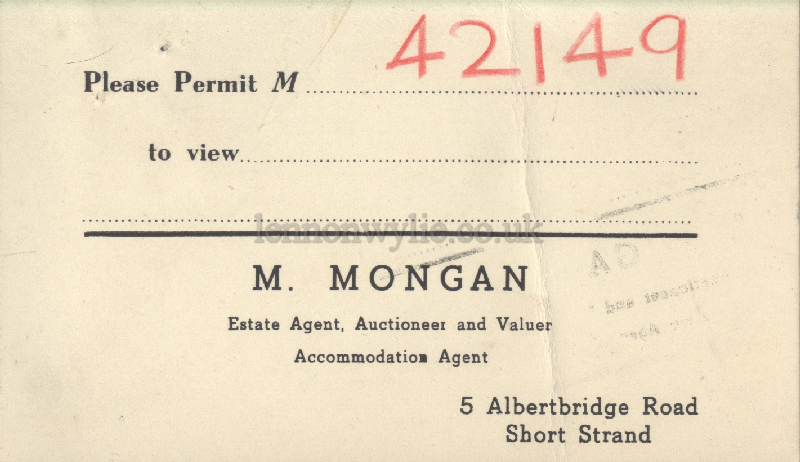 42149
Please Permit M
to view
lennonwylie.co.uk
M. MONGAN
Estate Agent, Auctioneer and Valuer
Accommodation Agent
5 Albertbridge Road
Short Strand